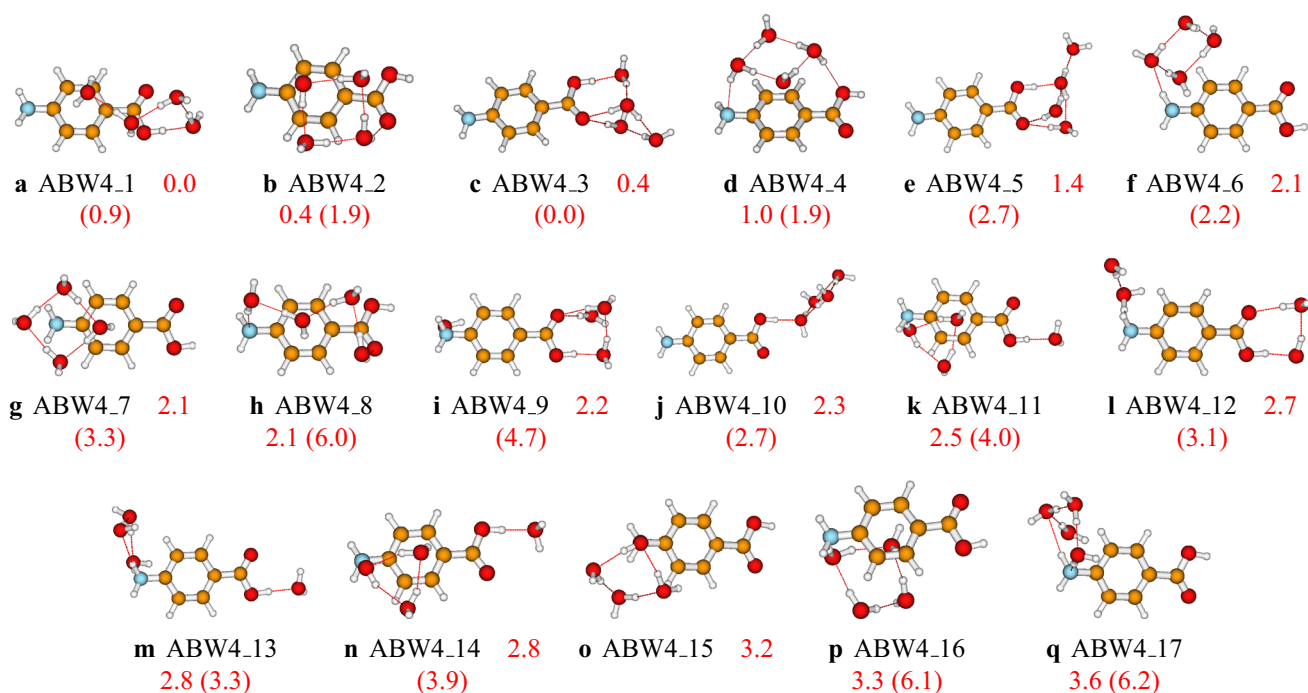 a ABW4_1 0.0
(0.9)
b ABW4_2
0.4 (1.9)
c ABW4_3 0.4
(0.0)
d ABW4_4
1.0 (1.9)
e ABW4_5 1.4
(2.7)
f ABW4_6 2.1
(2.2)
g ABW4_7 2.1
(3.3)
h ABW4_8
2.1 (6.0)
i ABW4_9 2.2
(4.7)
j ABW4_10 2.3
(2.7)
k ABW4_11
2.5 (4.0)
l ABW4_12 2.7
(3.1)
m ABW4_13
2.8 (3.3)
n ABW4_14 2.8
(3.9)
o ABW4_15 3.2
p ABW4_16
3.3 (6.1)
q ABW4_17
3.6 (6.2)